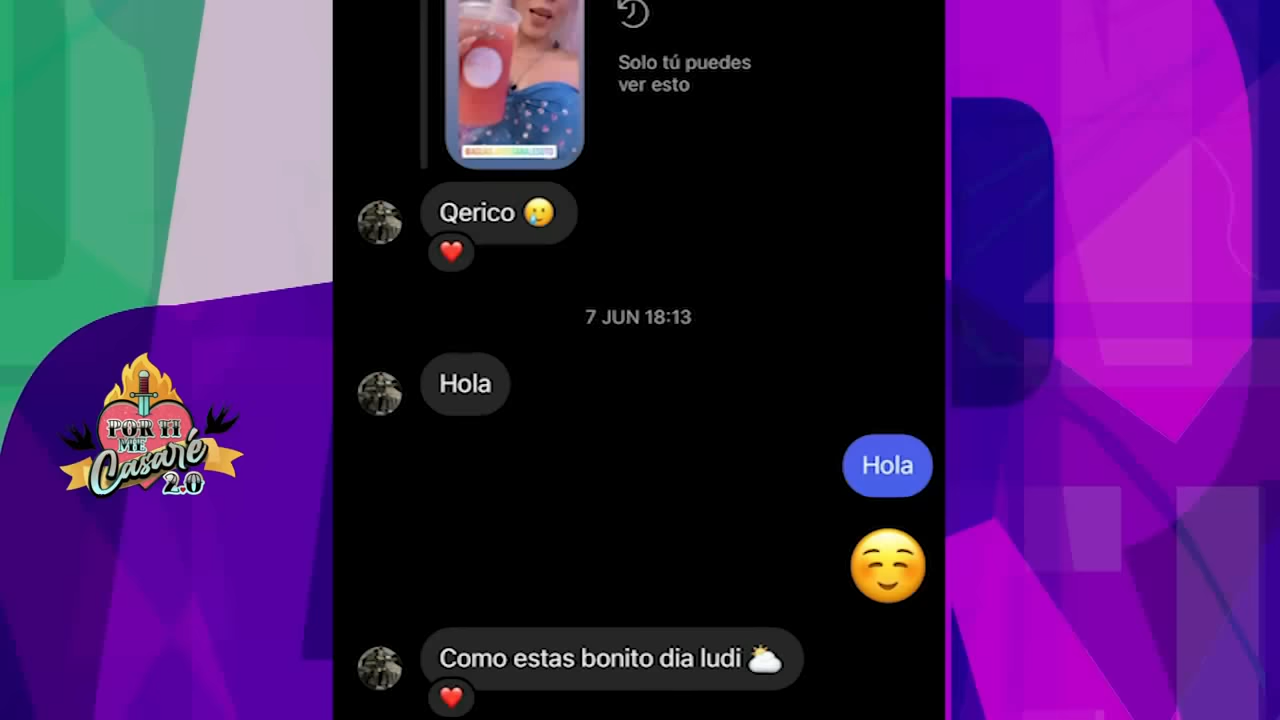 Solo tú puedes
ver esto
Qerico 🥲
❤️
7 JUN 18:13
Hola
Hola
☺️
Como estas bonito dia ludi 🌥️
❤️
POR TI
ME
Casaré
2.0